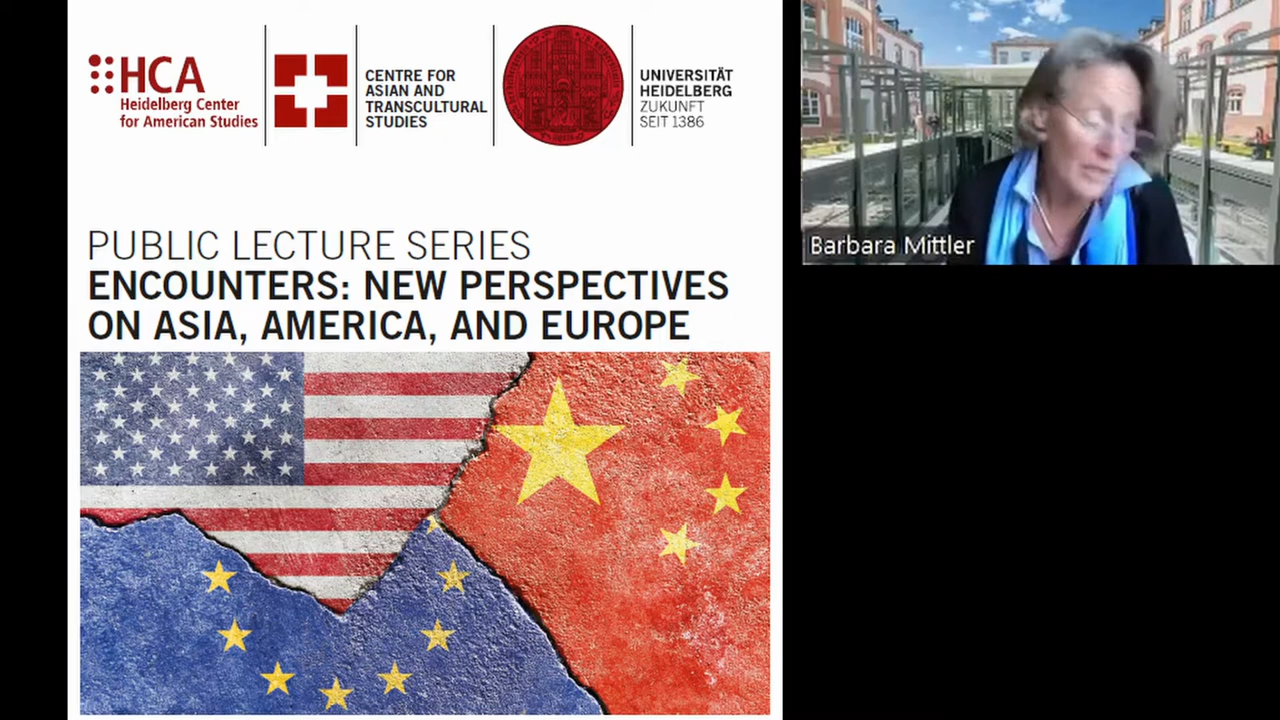 HCA
Heidelberg Center
for American Studies
CENTRE FOR
ASIAN AND
TRANSCULTURAL
STUDIES
UNIVERSITÄT
HEIDELBERG
ZUKUNFT
SEIT 1386
PUBLIC LECTURE SERIES
ENCOUNTERS: NEW PERSPECTIVES
ON ASIA, AMERICA, AND EUROPE
Barbara Mittler